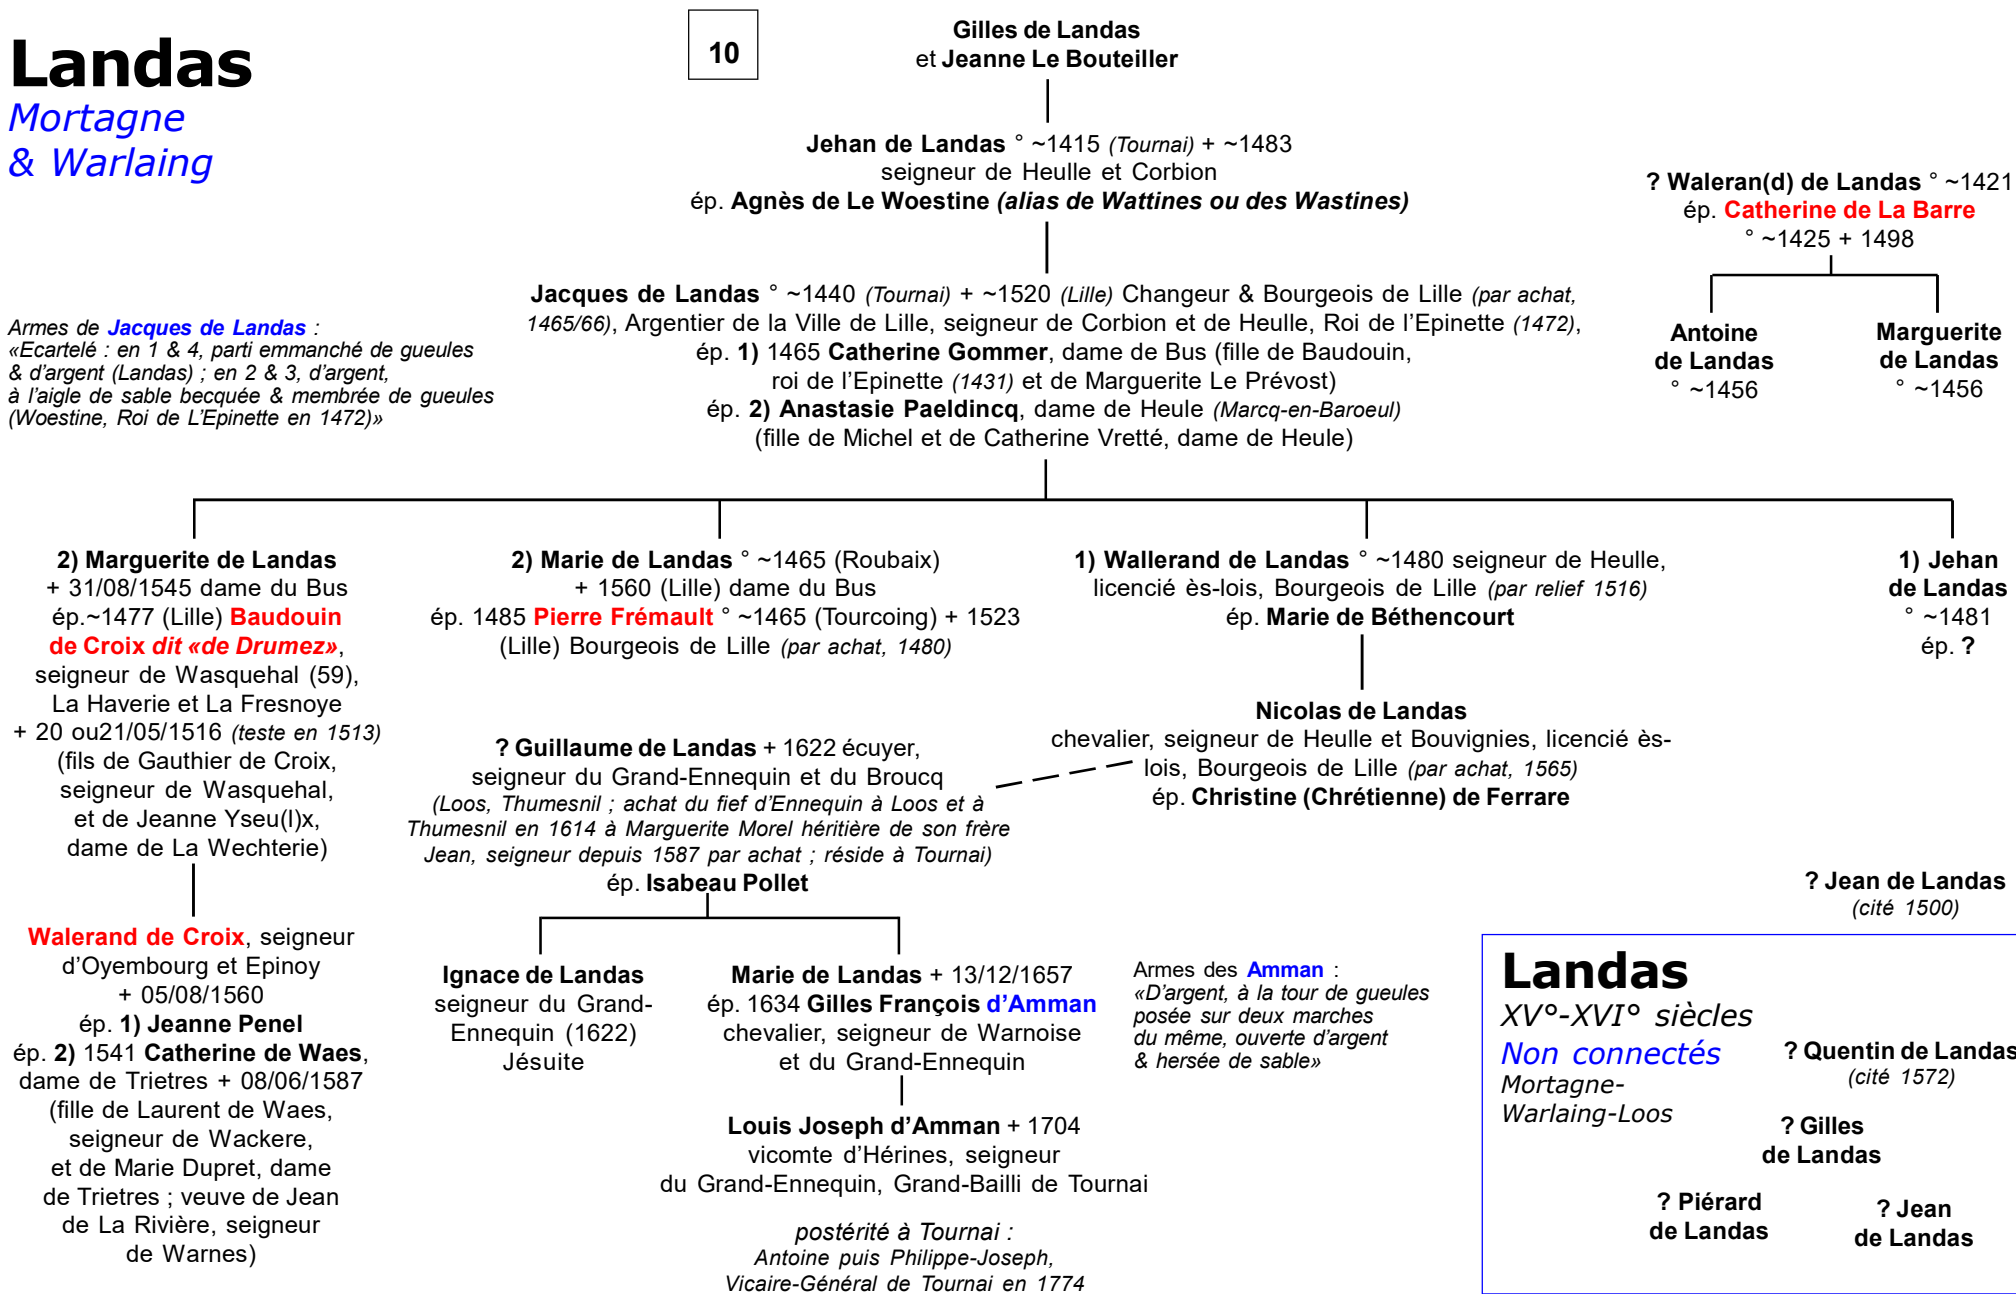 Landas
Mortagne
& Warlaing
10
Gilles de Landas
et Jeanne Le Bouteiller
Jehan de Landas ° ~1415 (Tournai) + ~1483
seigneur de Heulle et Corbion
ép. Agnès de Le Woestine (alias de Wattines ou des Wastines)
? Waleran(d) de Landas ° ~1421
ép. Catherine de La Barre
° ~1425 + 1498
Antoine
de Landas
° ~1456
Marguerite
de Landas
° ~1456
Jacques de Landas ° ~1440 (Tournai) + ~1520 (Lille) Changeur & Bourgeois de Lille (par achat,
1465/66), Argentier de la Ville de Lille, seigneur de Corbion et de Heulle, Roi de l'Epinette (1472),
ép. 1) 1465 Catherine Gommer, dame de Bus (fille de Baudouin,
roi de l'Epinette (1431) et de Marguerite Le Prévost)
ép. 2) Anastasie Paeldincq, dame de Heule (Marcq-en-Baroeul)
(fille de Michel et de Catherine Vretté, dame de Heule)
Armes de Jacques de Landas :
«Ecartelé : en 1 & 4, parti emmanché de gueules
& d'argent (Landas) ; en 2 & 3, d'argent,
à l'aigle de sable becquée & membrée de gueules
(Woestine, Roi de L'Epinette en 1472)»
2) Marguerite de Landas
+ 31/08/1545 dame du Bus
ép.~1477 (Lille) Baudouin
de Croix dit «de Drumez»,
seigneur de Wasquehal (59),
La Haverie et La Fresnoye
+ 20 ou21/05/1516 (teste en 1513)
(fils de Gauthier de Croix,
seigneur de Wasquehal,
et de Jeanne Yseu(l)x,
dame de La Wechterie)
2) Marie de Landas ° ~1465 (Roubaix)
+ 1560 (Lille) dame du Bus
ép. 1485 Pierre Frémault ° ~1465 (Tourcoing) + 1523
(Lille) Bourgeois de Lille (par achat, 1480)
1) Wallerand de Landas ° ~1480 seigneur de Heulle,
licencié ès-lois, Bourgeois de Lille (par relief 1516)
ép. Marie de Béthencourt
1) Jehan
de Landas
° ~1481
ép. ?
Nicolas de Landas
chevalier, seigneur de Heulle et Bouvignies, licencié ès-
lois, Bourgeois de Lille (par achat, 1565)
ép. Christine (Chrétienne) de Ferrare
? Guillaume de Landas + 1622 écuyer,
seigneur du Grand-Ennequin et du Broucq
(Loos, Thumesnil ; achat du fief d'Ennequin à Loos et à
Thumesnil en 1614 à Marguerite Morel héritière de son frère
Jean, seigneur depuis 1587 par achat ; réside à Tournai)
ép. Isabeau Pollet
Walerand de Croix, seigneur
d'Oyembourg et Epinoy
+ 05/08/1560
ép. 1) Jeanne Penel
ép. 2) 1541 Catherine de Waes,
dame de Trietres + 08/06/1587
(fille de Laurent de Waes,
seigneur de Wackere,
et de Marie Dupret, dame
de Trietres ; veuve de Jean
de La Rivière, seigneur
de Warnes)
Ignace de Landas
seigneur du Grand-
Ennequin (1622)
Jésuite
Marie de Landas + 13/12/1657
ép. 1634 Gilles François d'Amman
chevalier, seigneur de Warnoise
et du Grand-Ennequin
Armes des Amman :
«D'argent, à la tour de gueules
posée sur deux marches
du même, ouverte d'argent
& hersée de sable»
Louis Joseph d'Amman + 1704
vicomte d'Hérines, seigneur
du Grand-Ennequin, Grand-Bailli de Tournai
postérité à Tournai :
Antoine puis Philippe-Joseph,
Vicaire-Général de Tournai en 1774
? Jean de Landas
(cité 1500)
Landas
XV°-XVI° siècles
Non connectés
Mortagne-
Warlaing-Loos
? Quentin de Landas
(cité 1572)
? Gilles
de Landas
? Piérard
de Landas
? Jean
de Landas